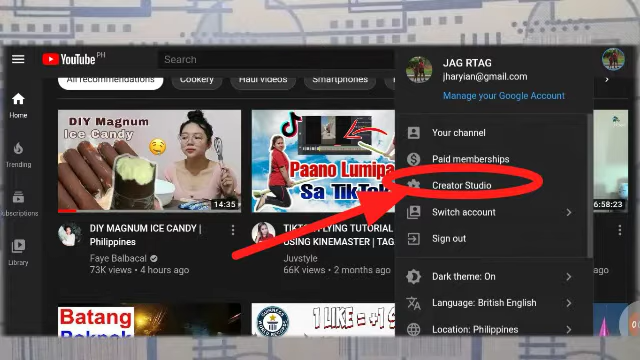 YouTube PH
Search
JAG RTAG
jharyian@gmail.com
Manage your Google Account
All recommendations
Cookery
Haul videos
Smartphones
Home
Trending
Subscriptions
Library
DIY Magnum
Ice Candy
14:35
DIY MAGNUM ICE CANDY |
Philippines
Faye Balbacal
73K views • 4 hours ago
Paano Lumipa
Sa TikTok
TIKTOK FLYING TUTORIAL
USING KINEMASTER | TAG
Juvstyle
66K views • 2 months ago
6:58:23
Your channel
Paid memberships
Creator Studio
Switch account
Sign out
Dark theme: On
Language: British English
Location: Philippines
Batang
GUINNESS
1 LIKE = +1